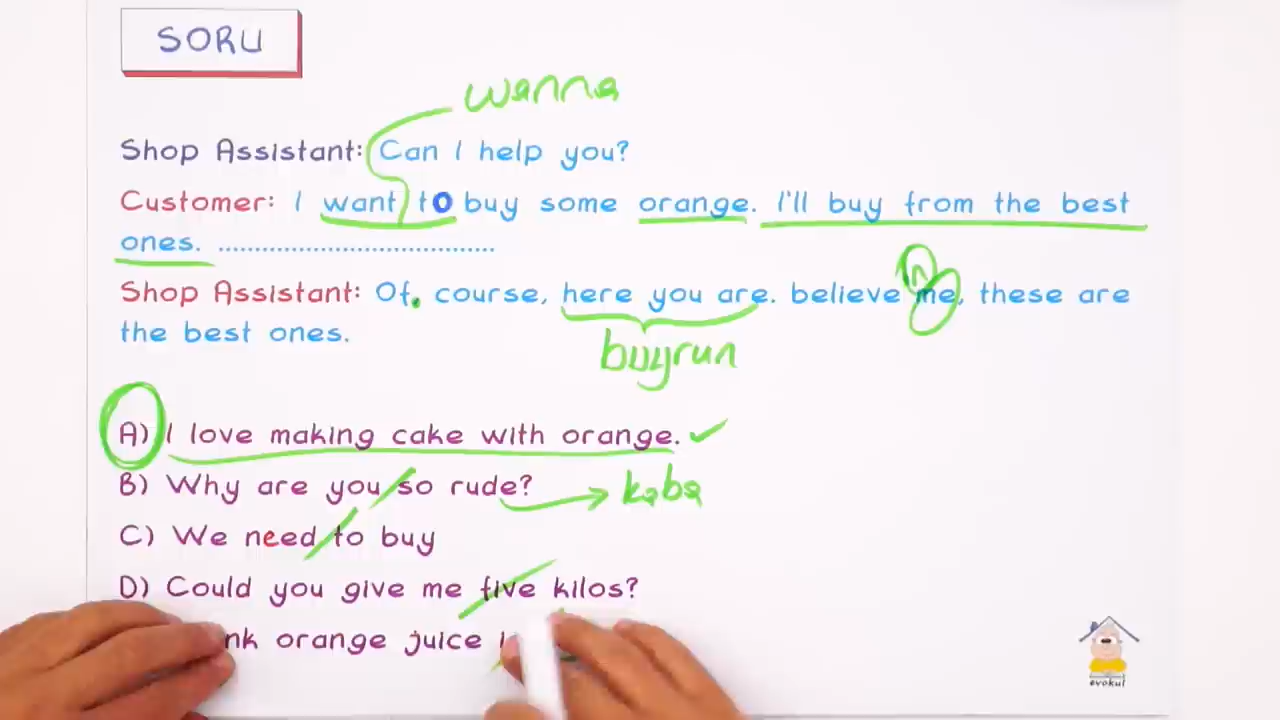 SORU
wanna
Shop Assistant: Can I help you?
Customer: I want to buy some orange. I'll buy from the best
ones. ....................................
Shop Assistant: Of, course, here you are. believe me, these are
the best ones.
buyrun
A) I love making cake with orange.
B) Why are you so rude? kaba
C) We need to buy
D) Could you give me five kilos?
orange juice
evokul